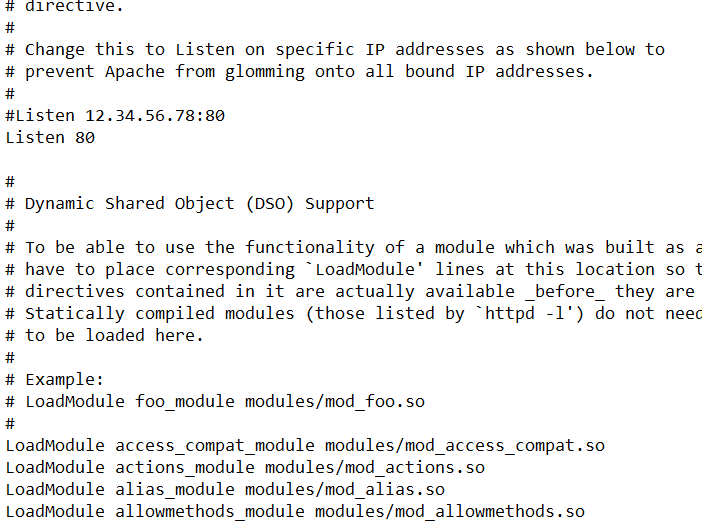 # directive.
#
# Change this to Listen on specific IP addresses as shown below to
# prevent Apache from glomming onto all bound IP addresses.
#
#Listen 12.34.56.78:80
Listen 80
#
# Dynamic Shared Object (DSO) Support
#
# To be able to use the functionality of a module which was built as a
# have to place corresponding `LoadModule' lines at this location so t
# directives contained in it are actually available _before_ they are
# Statically compiled modules (those listed by `httpd -l') do not need
# to be loaded here.
#
# Example:
# LoadModule foo_module modules/mod_foo.so
#
LoadModule access_compat_module modules/mod_access_compat.so
LoadModule actions_module modules/mod_actions.so
LoadModule alias_module modules/mod_alias.so
LoadModule allowmethods_module modules/mod_allowmethods.so